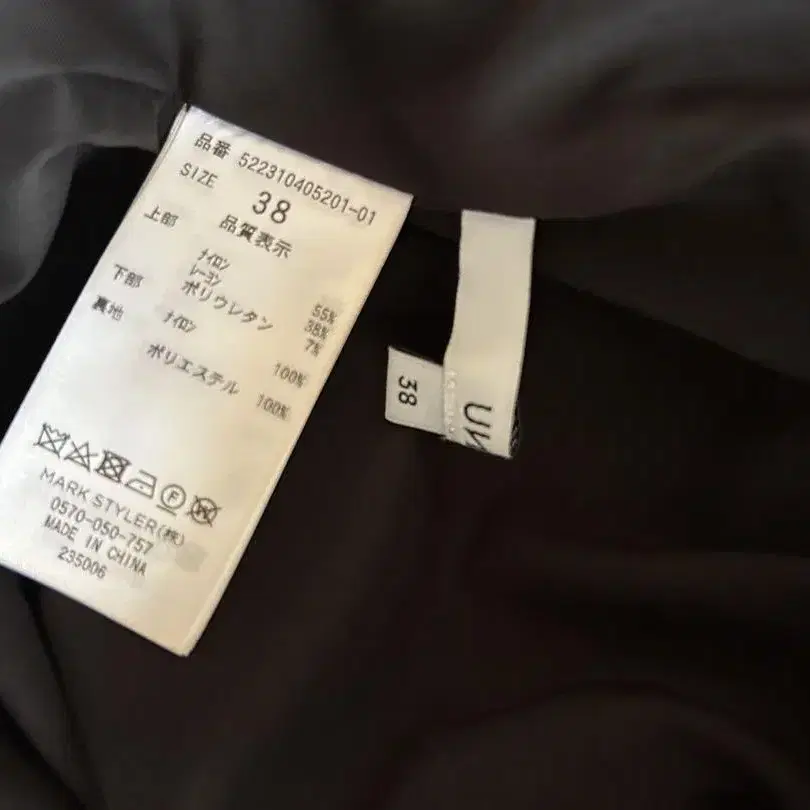 品番 522310405201-01
SIZE
38
品質表示
上部 ナイロン 55%
レーヨン 38%
ポリウレタン 7%
下部 ナイロン 100%
裏地 ポリエステル 100%
MARK STYLER(株)
0570-050-757
MADE IN CHINA
235006
38